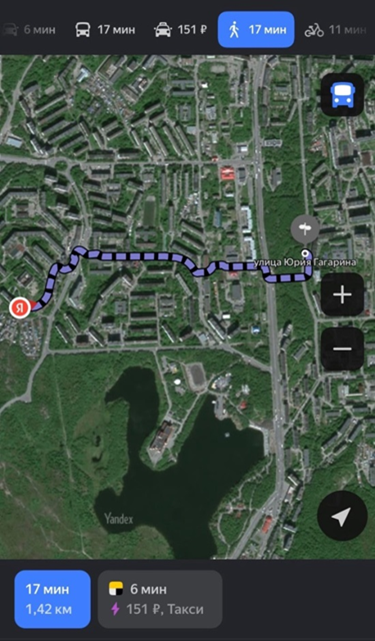 6 мин
17 мин
151 ₽
17 мин
11 мин
улица Юрия Гагарина
Я
Yandex
17 мин
1,42 км
6 мин
151 ₽, Такси